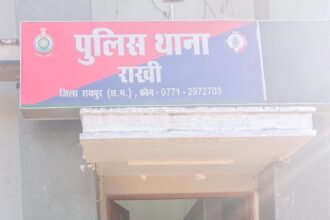 पुलिस थाना
राखी
जिला रायपुर (छ.ग.), फोन- 0771-2972703